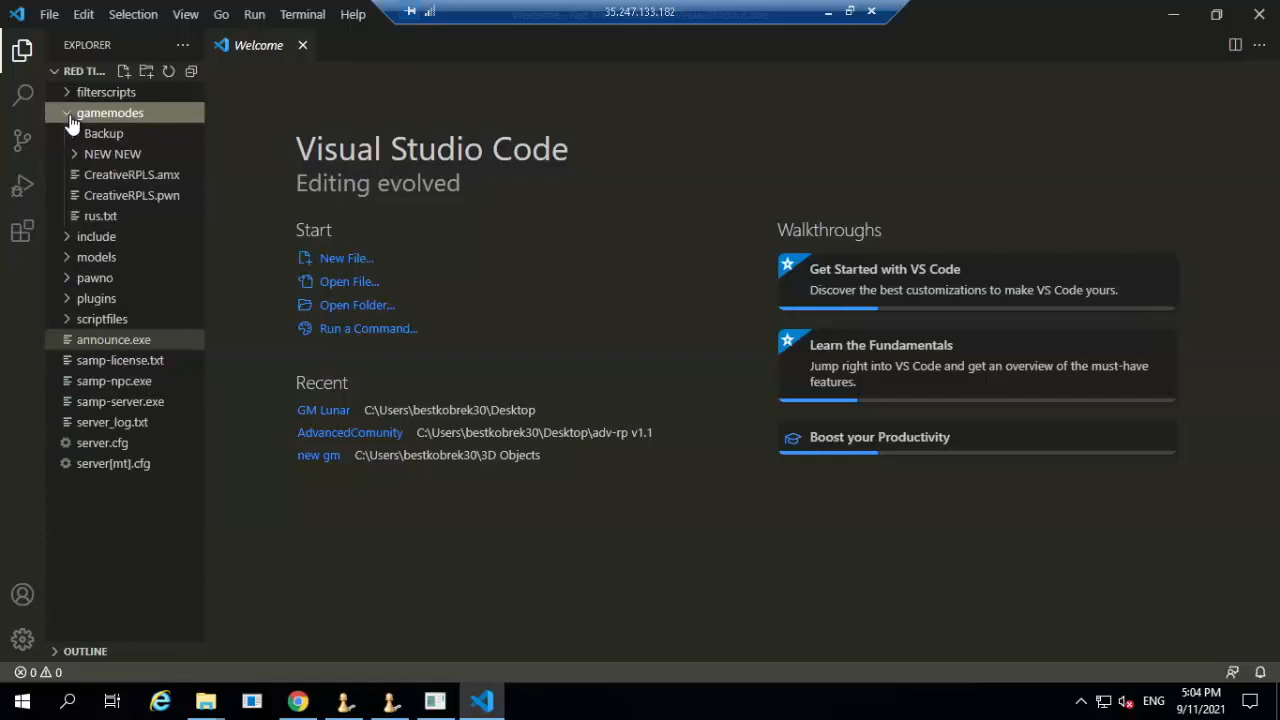 File Edit Selection View Go Run Terminal Help
35.247.133.182
EXPLORER
Welcome
RED TI...
filterscripts
gamemodes
Backup
NEW NEW
CreativeRPLS.amx
CreativeRPLS.pwn
rus.txt
include
models
pawno
plugins
scriptfiles
announce.exe
samp-license.txt
samp-npc.exe
samp-server.exe
server_log.txt
server.cfg
server[mt].cfg
OUTLINE
Visual Studio Code
Editing evolved
Start
New File...
Open File...
Open Folder...
Run a Command...
Recent
GM Lunar C:\Users\bestkobrek30\Desktop
AdvancedComunity C:\Users\bestkobrek30\Desktop\adv-rp v1.1
new gm C:\Users\bestkobrek30\3D Objects
Walkthroughs
Get Started with VS Code
Discover the best customizations to make VS Code yours.
Learn the Fundamentals
Jump right into VS Code and get an overview of the must-have
features.
Boost your Productivity
0 0
ENG
5:04 PM
9/11/2021